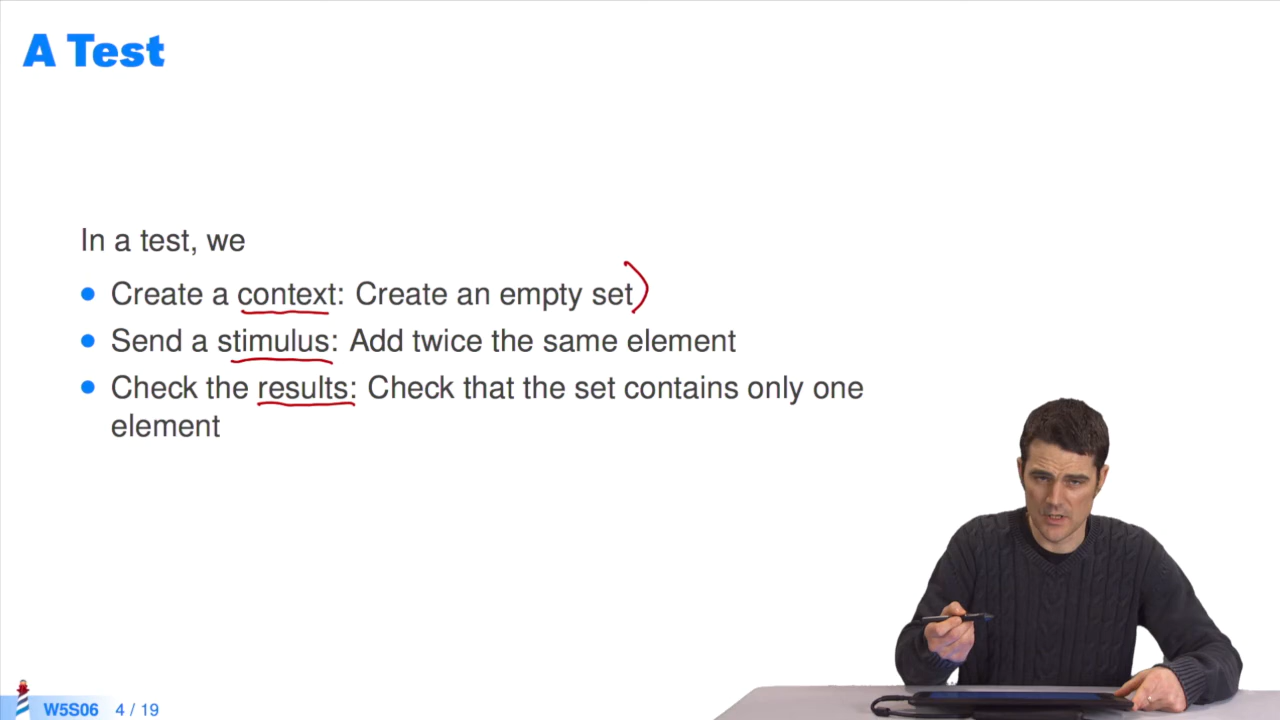 A Test
In a test, we
Create a context: Create an empty set
Send a stimulus: Add twice the same element
Check the results: Check that the set contains only one
element
W5S06 4 / 19